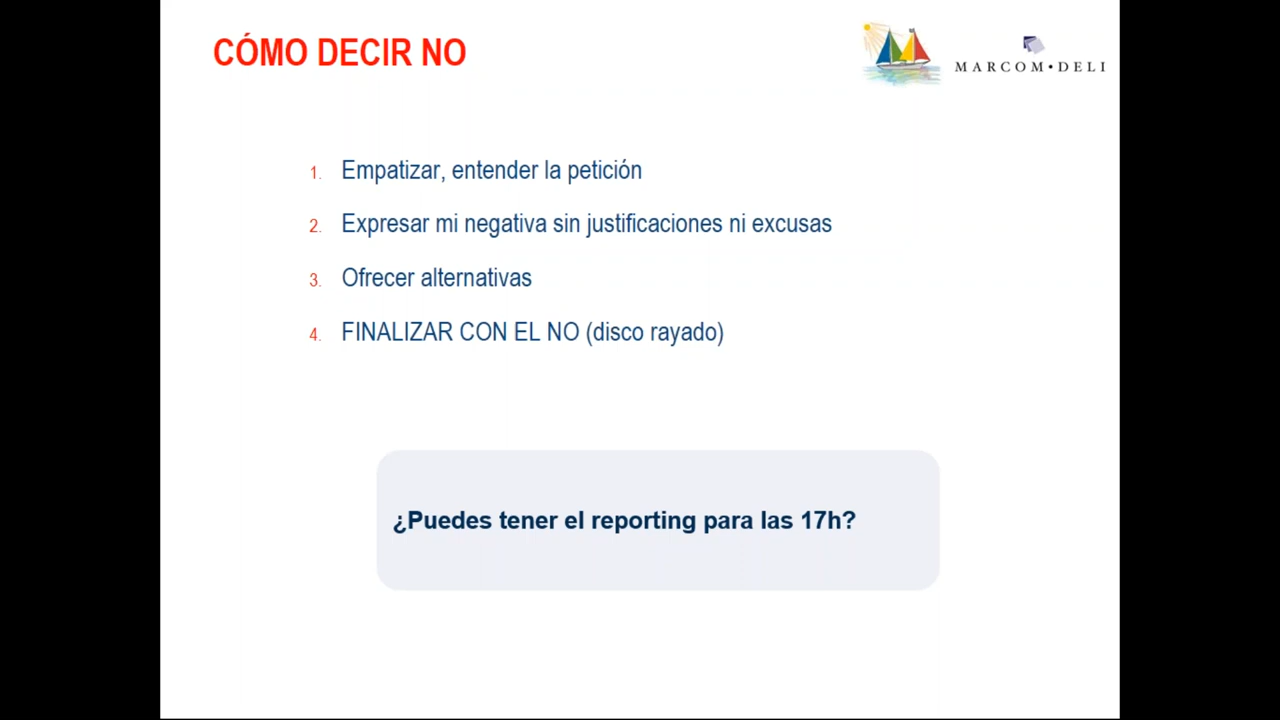 CÓMO DECIR NO
MARCOM•DELI
1. Empatizar, entender la petición
2. Expresar mi negativa sin justificaciones ni excusas
3. Ofrecer alternativas
4. FINALIZAR CON EL NO (disco rayado)
¿Puedes tener el reporting para las 17h?